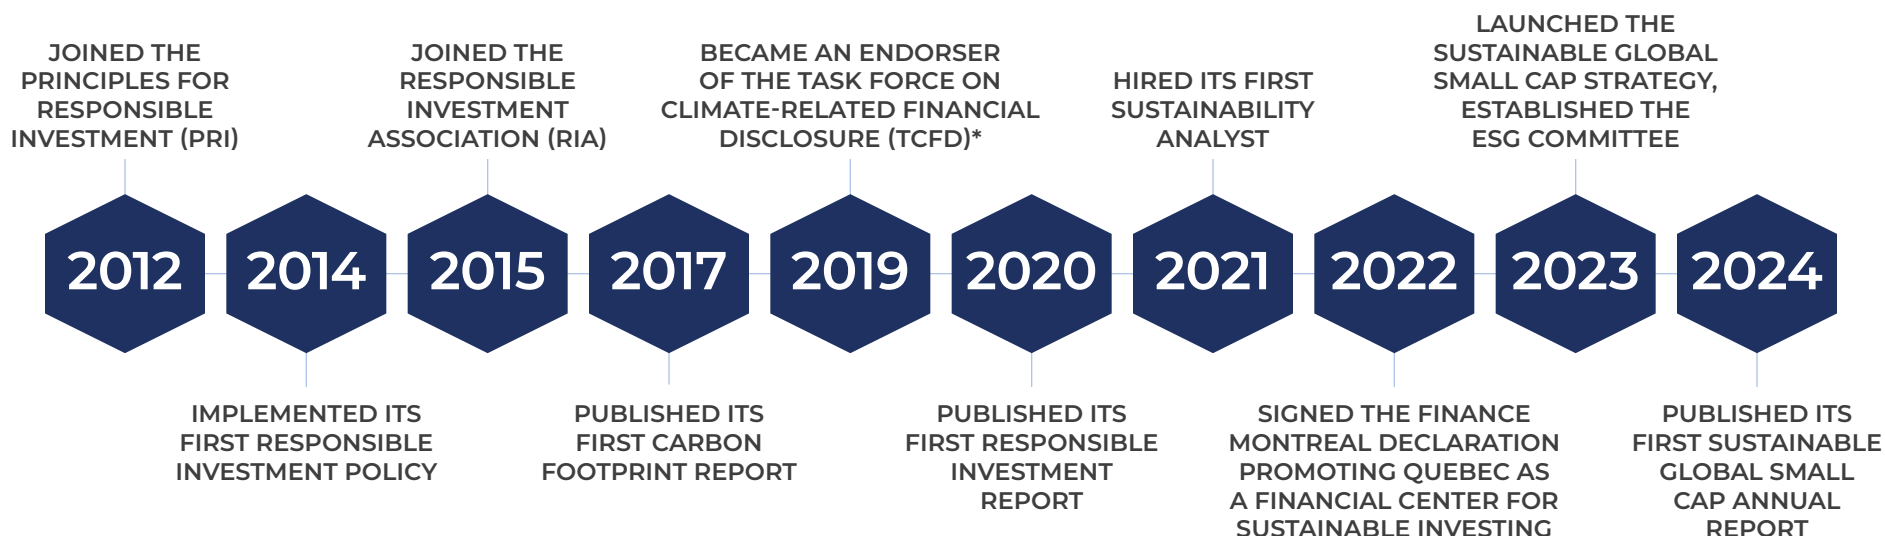 JOINED THE
PRINCIPLES FOR
RESPONSIBLE
INVESTMENT (PRI)
JOINED THE
RESPONSIBLE
INVESTMENT
ASSOCIATION (RIA)
BECAME AN ENDORSER
OF THE TASK FORCE ON
CLIMATE-RELATED FINANCIAL
DISCLOSURE (TCFD)*
HIRED ITS FIRST
SUSTAINABILITY
ANALYST
LAUNCHED THE
SUSTAINABLE GLOBAL
SMALL CAP STRATEGY,
ESTABLISHED THE
ESG COMMITTEE
2012 2014 2015 2017 2019 2020 2021 2022 2023 2024
IMPLEMENTED ITS
FIRST RESPONSIBLE
INVESTMENT POLICY
PUBLISHED ITS
FIRST CARBON
FOOTPRINT REPORT
PUBLISHED ITS
FIRST RESPONSIBLE
INVESTMENT
REPORT
SIGNED THE FINANCE
MONTREAL DECLARATION
PROMOTING QUEBEC AS
A FINANCIAL CENTER FOR
SUSTAINABLE INVESTING
PUBLISHED ITS
FIRST SUSTAINABLE
GLOBAL SMALL
CAP ANNUAL
REPORT